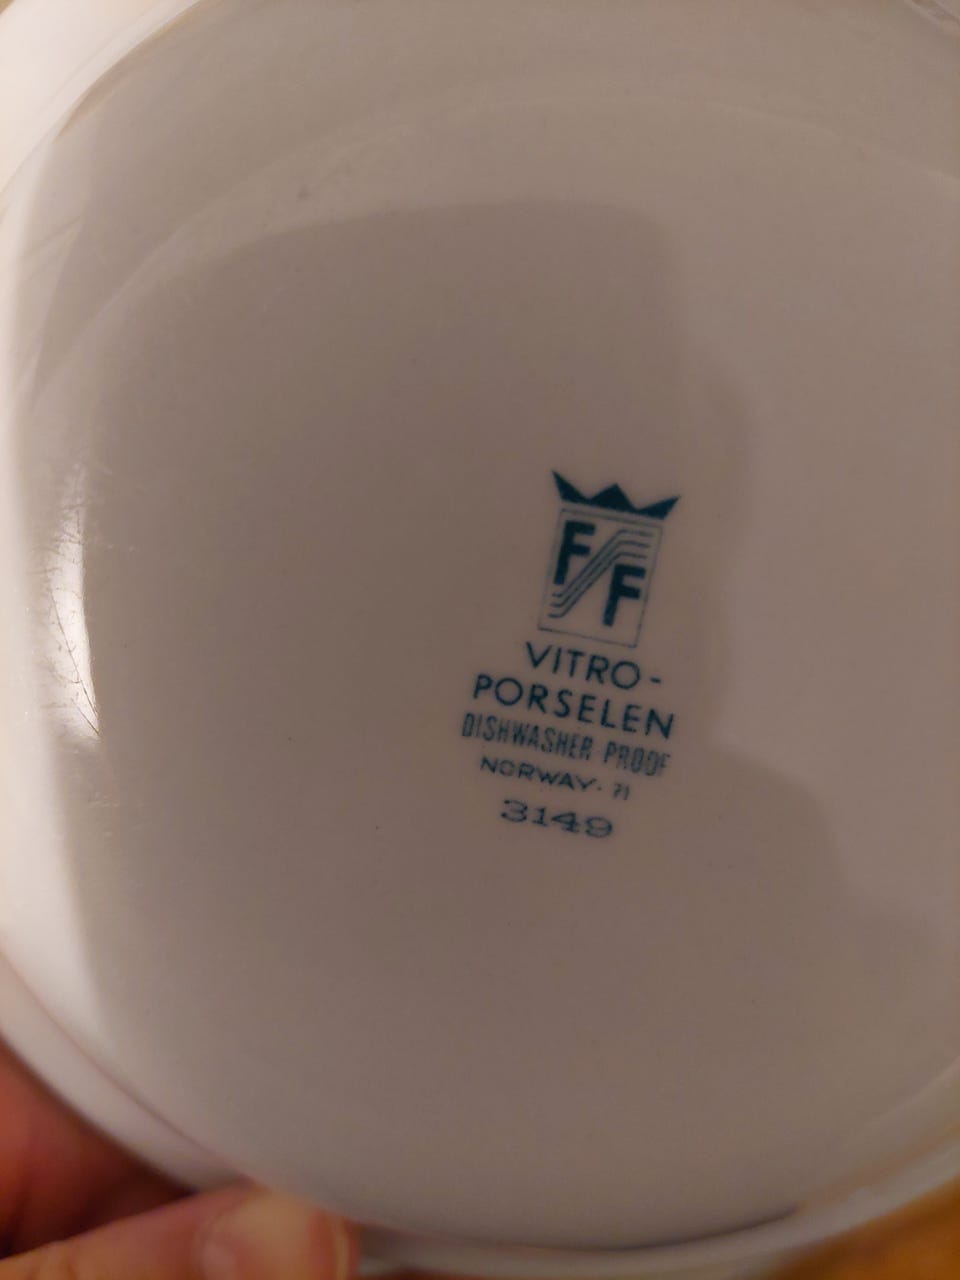 F
F
VITRO-
PORSELEN
DISHWASHER PROOF
NORWAY. 71
3149